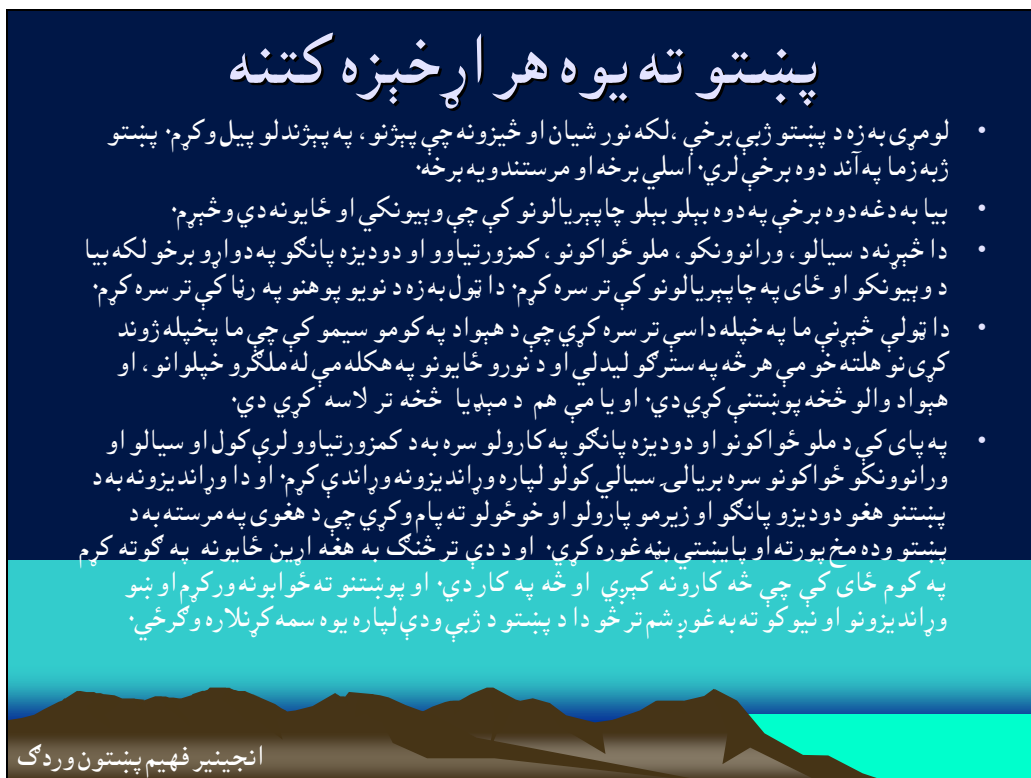 پښتو ته يوه هر اړخېزه کتنه
• لومړی به زه د پښتو ژبې برخې ،لکه نور شيان او څيزونه چې پېژنو، په پېژندلو پيل وکړم. پښتو
ژبه زما په آند دوه برخې لري. اسلي برخه او مرستندويه برخه.
• بيا به دغه دوه برخې په دوه بېلو بېلو چاپېريالونو کې چې وېيونکي او ځايونه دي وڅېړم.
• دا څېړنه د سيالو، ورانوونکو، ملو ځواکونو، کمزورتياوو او دوديزه پانګو په دواړو برخو لکه بيا
د وېيونکو او ځای په چاپېريالونو کې تر سره کړم. دا ټول به زه د نويو پوهنو په رڼا کې تر سره کړم.
• دا ټولې څېړنې ما په خپله داسې تر سره کړي چې د هېواد په کومو سيمو کې چې ما پخپله ژوند
کړی نو هلته خو مې هر څه په سترګو ليدلي او د نورو ځايونو په هکله مې له ملګرو خپلوانو، او
هېواد والو څخه پوښتنې کړې دي. او يا مې هم د مېډيا څخه تر لاسه کړي دي.
• په پای کې د ملو ځواکونو او دوديزه پانګو په کارولو سره به د کمزورتياوو لرې کول او سيالو او
ورانوونکو ځواکونو سره بريالۍ سيالي کولو لپاره وړانديزونه وړاندې کړم. او دا وړانديزونه به د
پښتنو هغو دوديزو پانګو او زيرمو پارولو او خوځولو ته پام وکړي چې د هغوی په مرسته به د
پښتو وده مخ پورته او پايښتي بڼه غوره کړي. او د دې تر څنګ به هغه اړين ځايونه په ګوته کړم
په کوم ځای کې چې څه کارونه کېږي او څه په کار دي. او پوښتنو ته ځوابونه ورکړم او ښو
وړانديزونو او نيوکو ته به غوږ شم تر څو دا د پښتو د ژبې ودې لپاره يوه سمه کړنلاره وګرځي.
انجينير فهيم پښتون وردګ